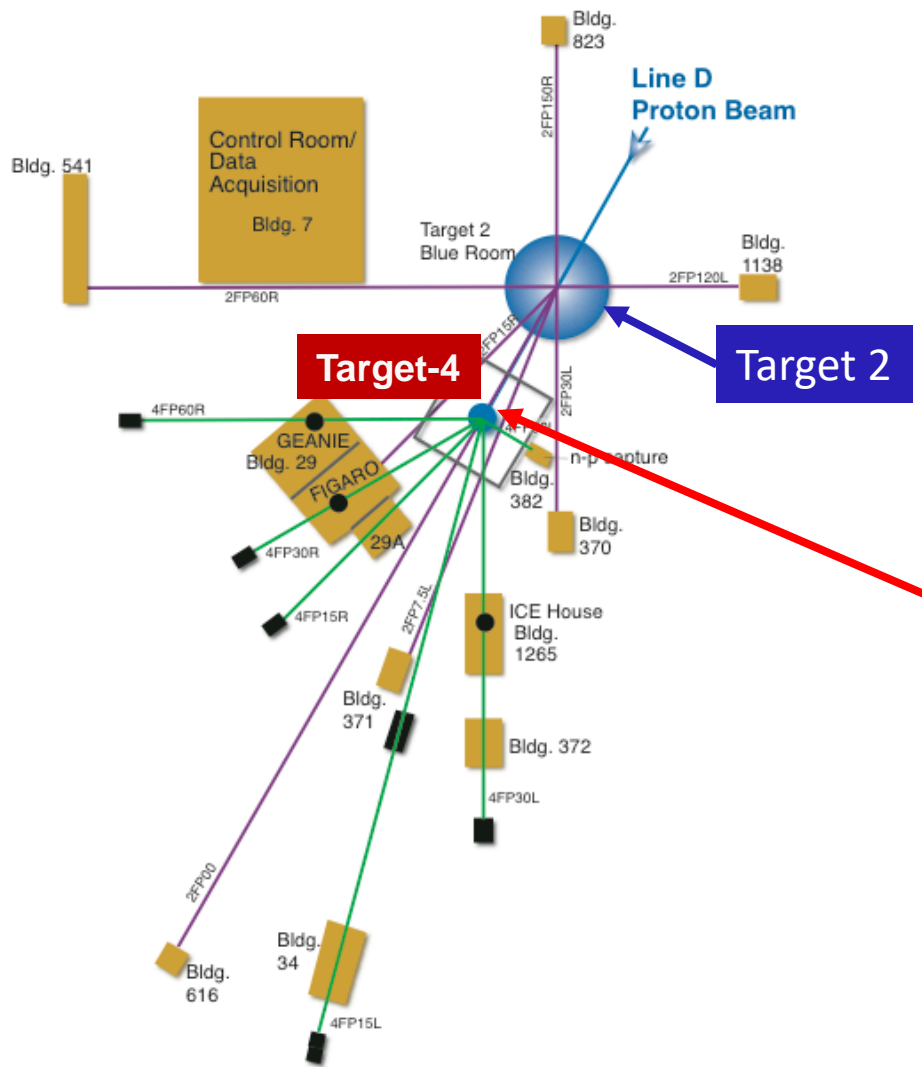 Bldg.
823
Line D
Proton Beam
2FP150R
Control Room/
Data
Acquisition
Bldg. 7
Bldg. 541
Target 2
Blue Room
Bldg.
1138
2FP60R
2FP120L
2FP15R
Target-4
Target 2
2FP30L
4FP60R
GEANIE
Bldg. 29
FIGARO
n-p capture
Bldg.
382
Bldg.
370
29A
4FP30R
4FP15R
2FP7.5L
ICE House
Bldg.
1265
Bldg.
371
Bldg. 372
4FP30L
2FP00
Bldg.
34
Bldg.
616
4FP15L